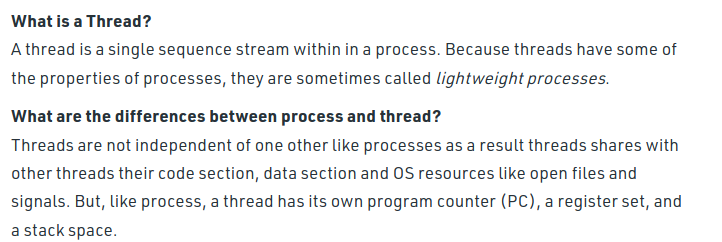 What is a Thread?
A thread is a single sequence stream within in a process. Because threads have some of
the properties of processes, they are sometimes called lightweight processes.
What are the differences between process and thread?
Threads are not independent of one other like processes as a result threads shares with
other threads their code section, data section and OS resources like open files and
signals. But, like process, a thread has its own program counter (PC), a register set, and
a stack space.